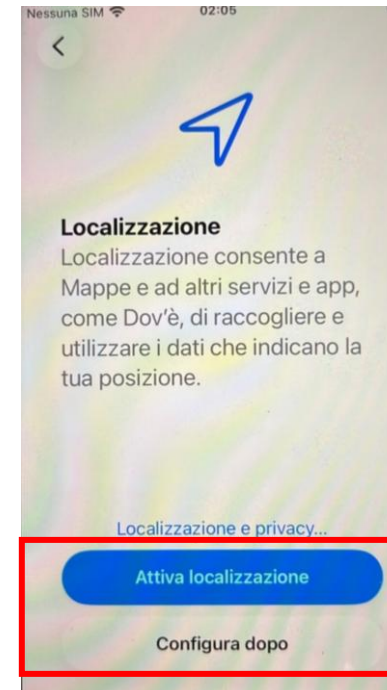 Nessuna SIM 02:05
Localizzazione
Localizzazione consente a
Mappe e ad altri servizi e app,
come Dov'è, di raccogliere e
utilizzare i dati che indicano la
tua posizione.
Localizzazione e privacy...
Attiva localizzazione
Configura dopo